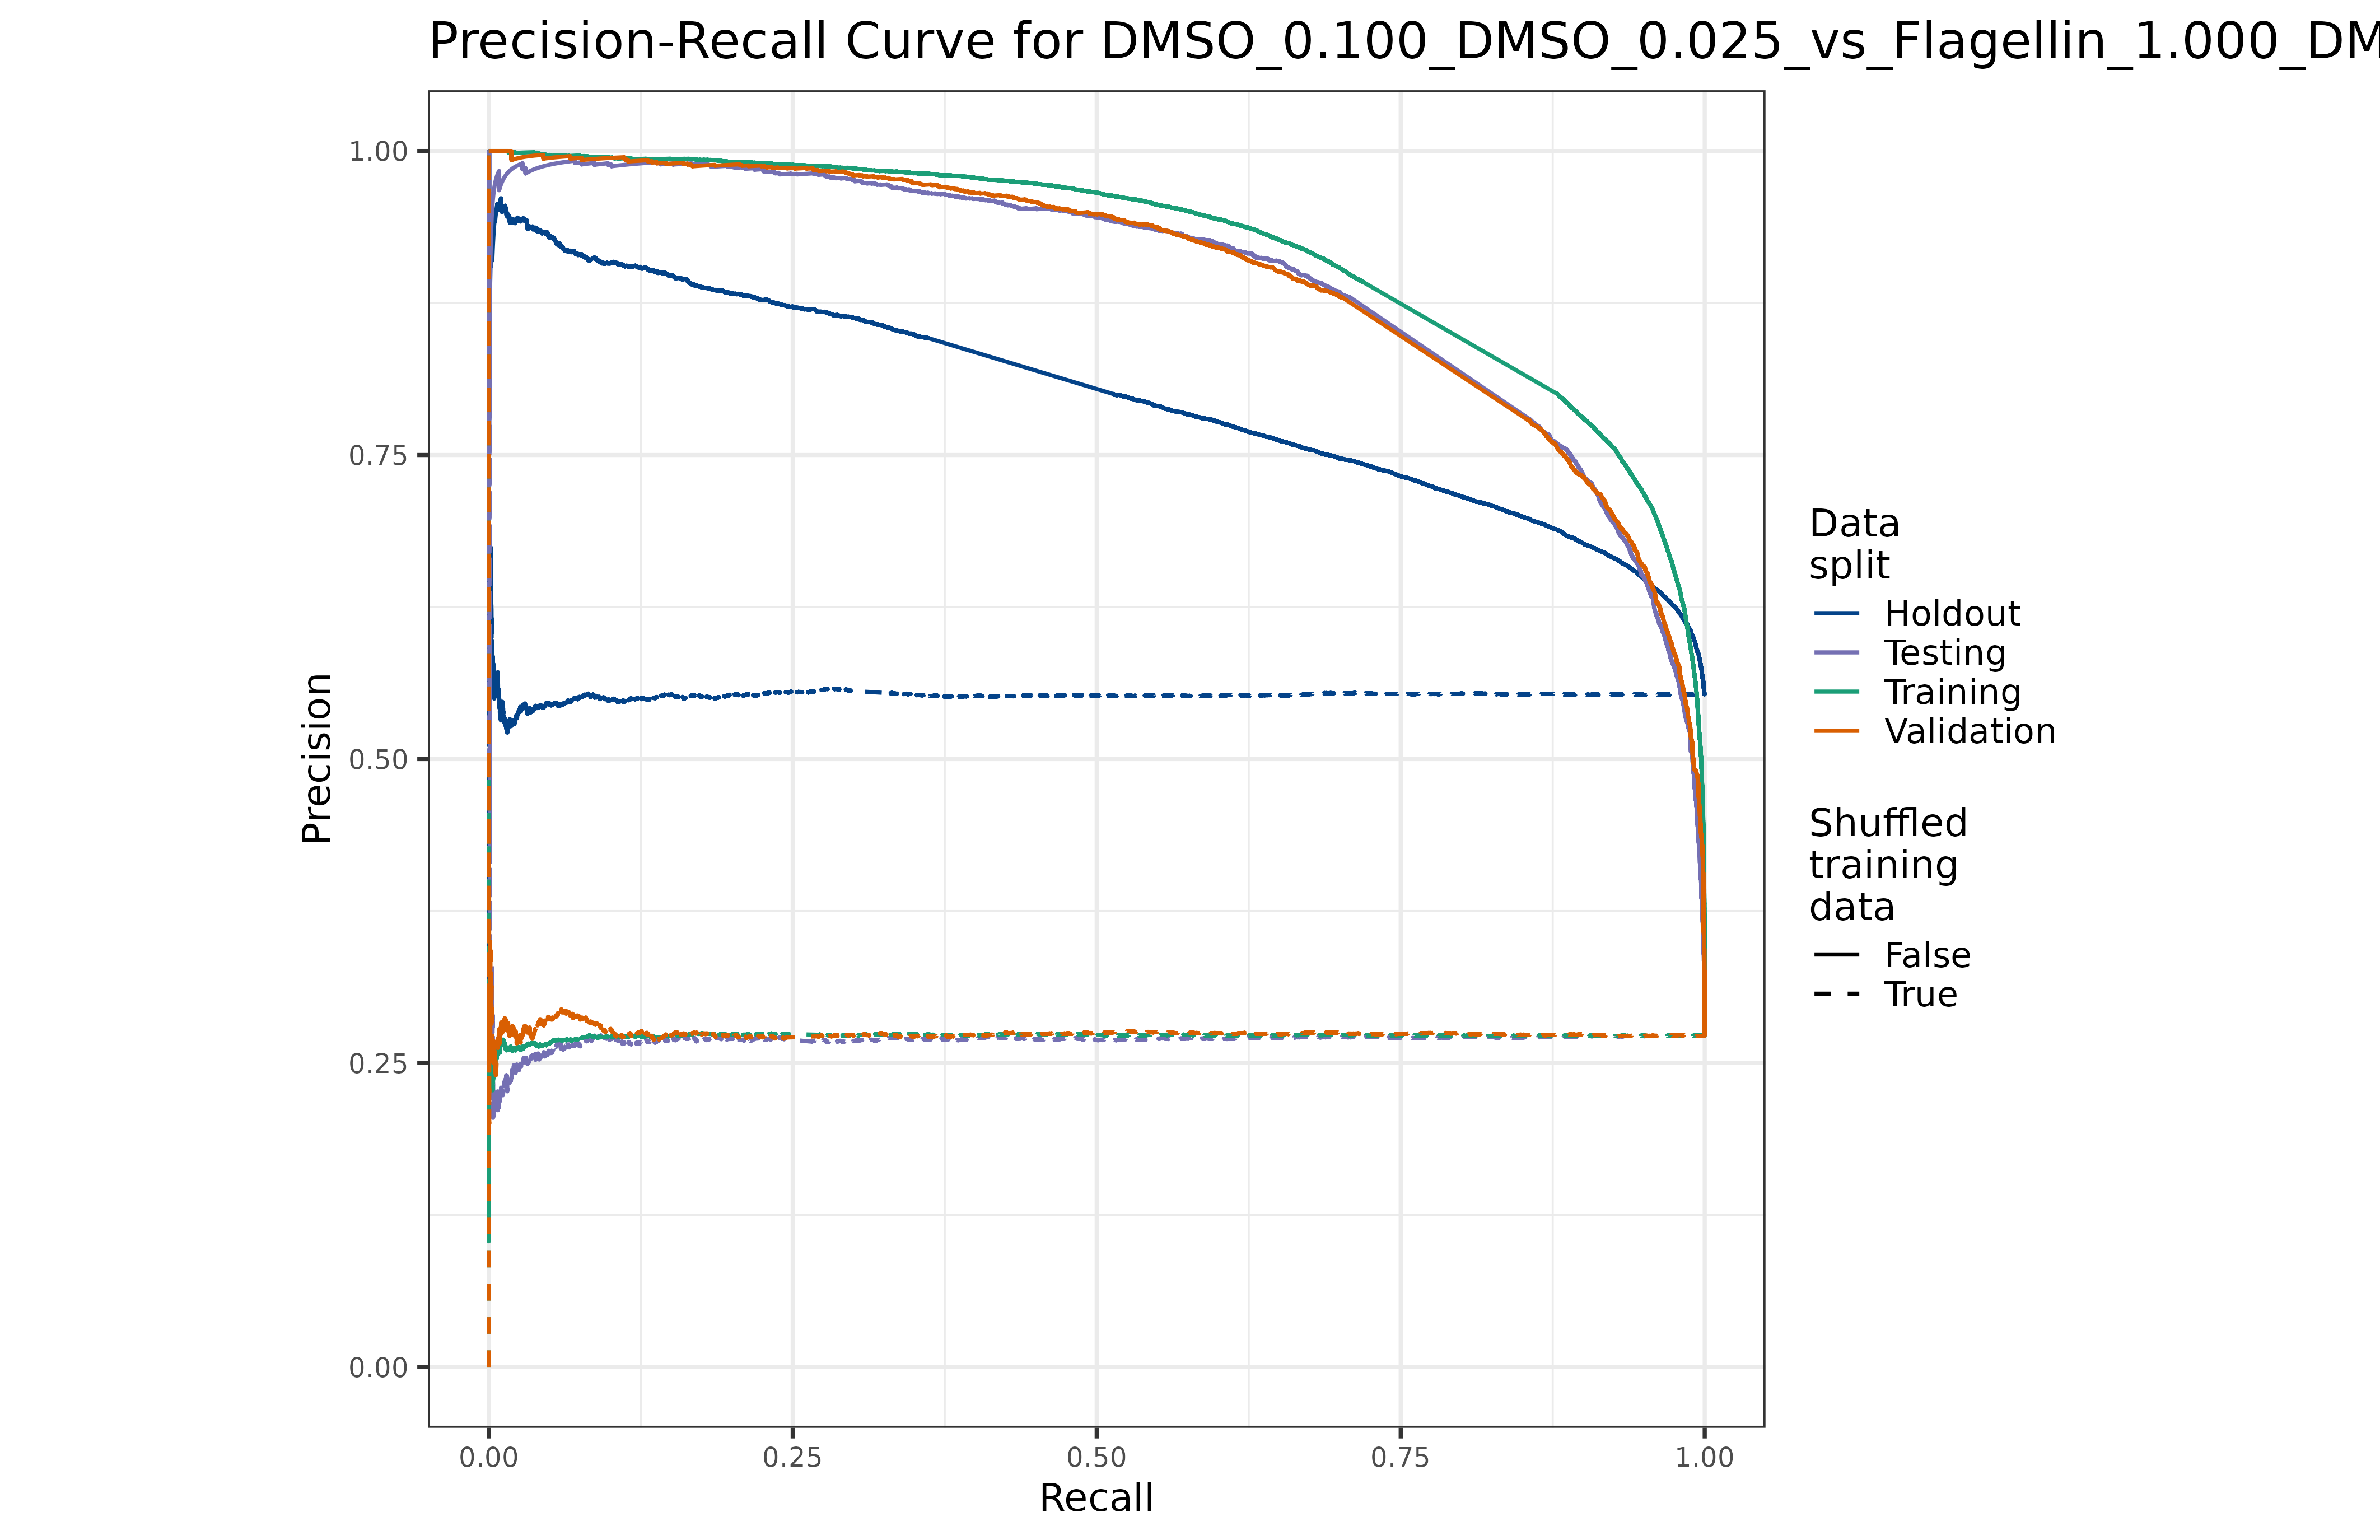 Precision-Recall Curve for DMSO_0.100_DMSO_0.025_vs_Flagellin_1.000_DM
1.00
0.75
0.50
0.25
0.00
Precision
0.00 0.25 0.50 0.75 1.00
Recall
Data
split
Holdout
Testing
Training
Validation
Shuffled
training
data
False
True